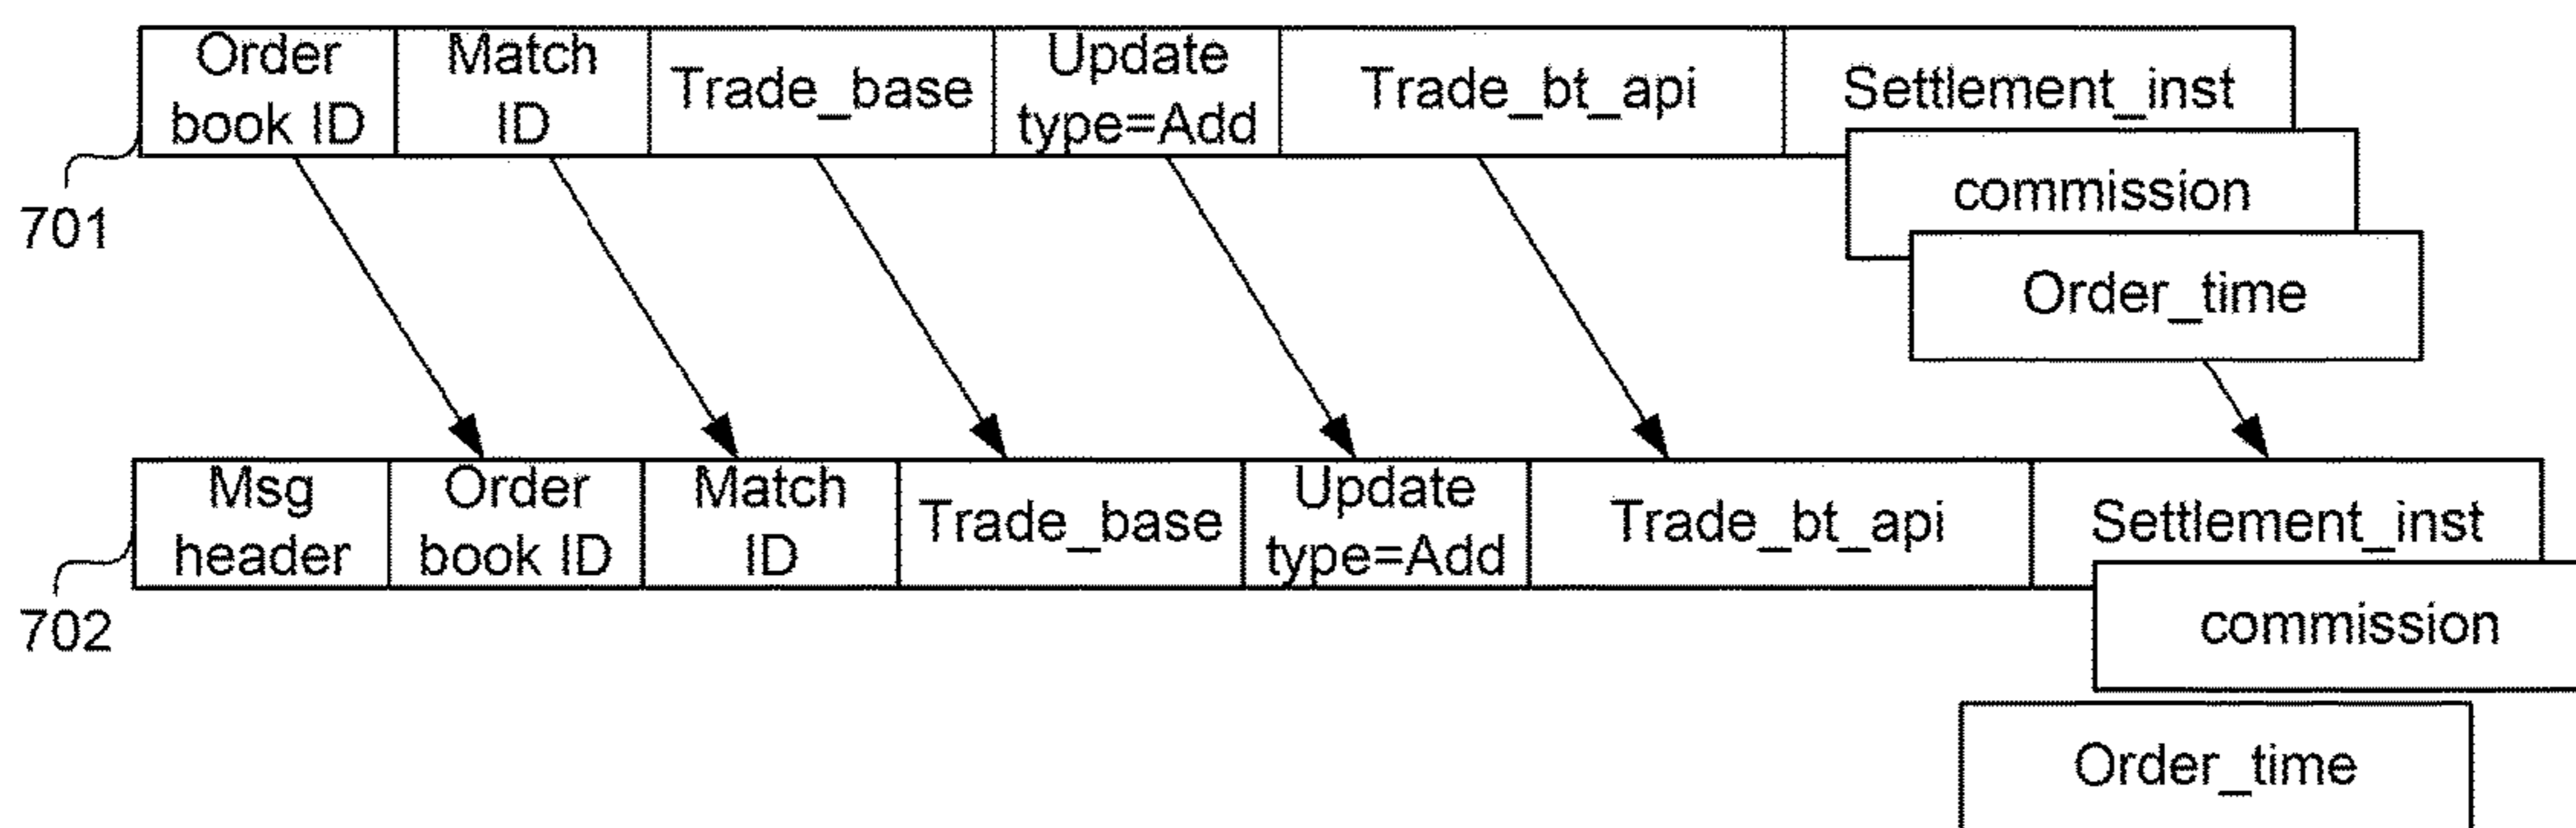 Order
book ID
Match
ID
Trade_base
Update
type=Add
Trade_bt_api
Settlement_inst
commission
Order_time
701
Msg
header
Order
book ID
Match
ID
Trade_base
Update
type=Add
Trade_bt_api
Settlement_inst
commission
Order_time
702